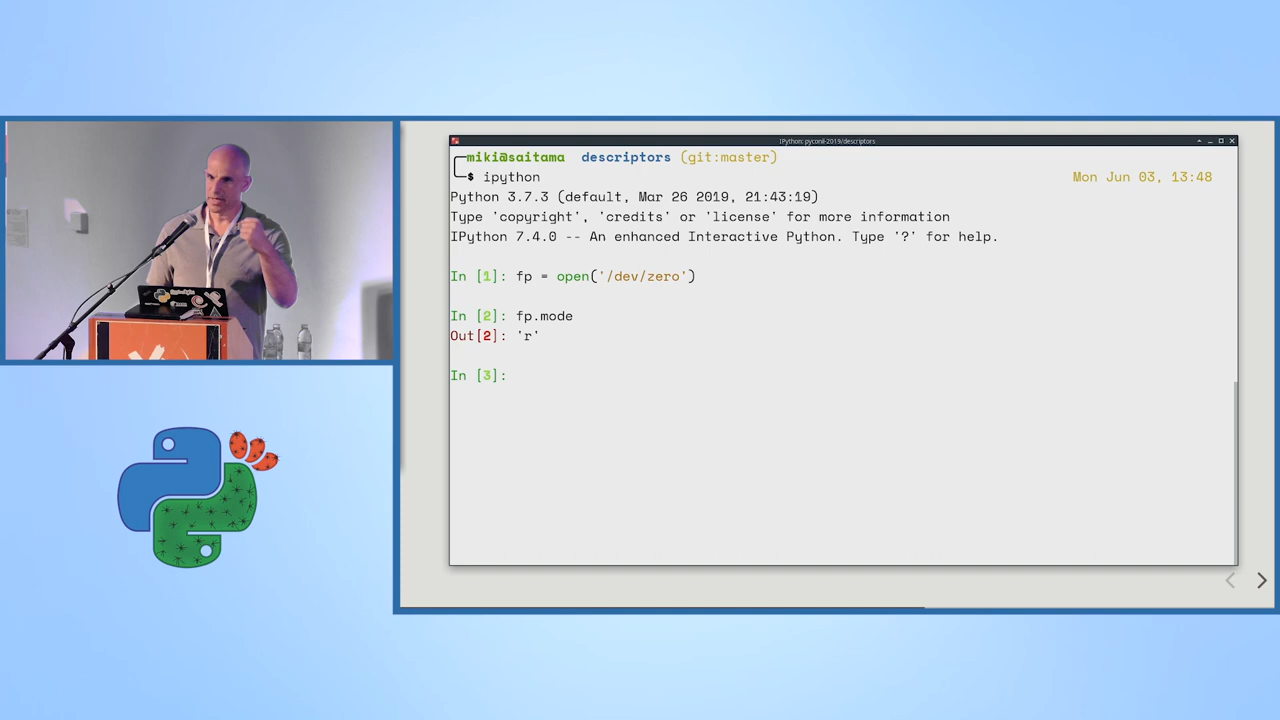 IPython: pyconil-2019/descriptors
miki@saitama descriptors (git:master)
$ ipython Mon Jun 03, 13:48
Python 3.7.3 (default, Mar 26 2019, 21:43:19)
Type 'copyright', 'credits' or 'license' for more information
IPython 7.4.0 -- An enhanced Interactive Python. Type '?' for help.
In [1]: fp = open('/dev/zero')
In [2]: fp.mode
Out[2]: 'r'
In [3]: